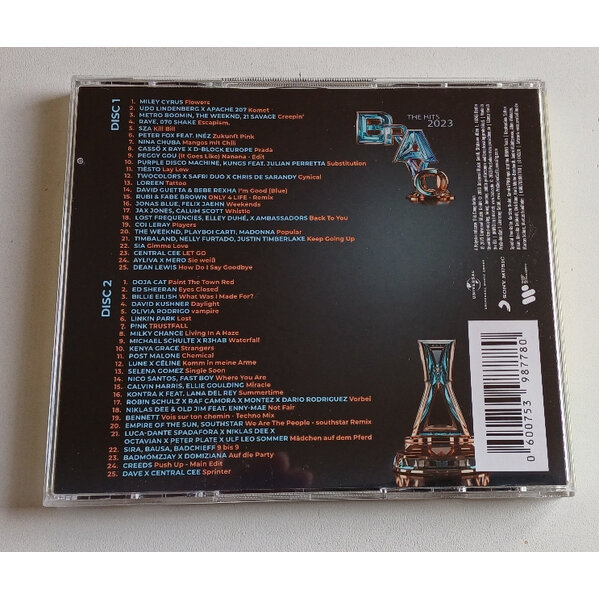 DISC 1
1. MILEY CYRUS Flowers
2. UDO LINDENBERG X APACHE 207 Komet
3. METRO BOOMIN, THE WEEKND, 21 SAVAGE Creepin'
4. RAYE, 070 SHAKE Escapism.
5. SZA Kill Bill
6. PETER FOX FEAT. INÉZ Zukunft Pink
7. NINA CHUBA Mangos mit Chili
8. CASSÖ X RAYE X D-BLOCK EUROPE Prada
9. PEGGY GOU (It Goes Like) Nanana - Edit
10. PURPLE DISCO MACHINE, KUNGS FEAT. JULIAN PERRETTA Substitution
11. TIËSTO Lay Low
12. TWOCOLORS X SAFRI DUO X CHRIS DE SARANDY Cynical
13. LOREEN Tattoo
14. DAVID GUETTA & BEBE REXHA I'm Good (Blue)
15. RUBI & FABE BROWN ONLY 4 LIFE - Remix
16. JONAS BLUE, FELIX JAEHN Weekends
17. JAX JONES, CALUM SCOTT Whistle
18. LOST FREQUENCIES, ELLEY DUHÉ, X AMBASSADORS Back To You
19. COI LERAY Players
20. THE WEEKND, PLAYBOI CARTI, MADONNA Popular
21. TIMBALAND, NELLY FURTADO, JUSTIN TIMBERLAKE Keep Going Up
22. SIA Gimme Love
23. CENTRAL CEE LET GO
24. AYLIVA X MERO Sie weiß
25. DEAN LEWIS How Do I Say Goodbye
DISC 2
1. DOJA CAT Paint The Town Red
2. ED SHEERAN Eyes Closed
3. BILLIE EILISH What Was I Made For?
4. DAVID KUSHNER Daylight
5. OLIVIA RODRIGO vampire
6. LINKIN PARK Lost
7. P!NK TRUSTFALL
8. MILKY CHANCE Living In A Haze
9. MICHAEL SCHULTE X R3HAB Waterfall
10. KENYA GRACE Strangers
11. POST MALONE Chemical
12. LUNE X CÉLINE Komm in meine Arme
13. SELENA GOMEZ Single Soon
14. NICO SANTOS, FAST BOY Where You Are
15. CALVIN HARRIS, ELLIE GOULDING Miracle
16. KONTRA K FEAT. LANA DEL REY Summertime
17. ROBIN SCHULZ X RAF CAMORA X MONTEZ X DARIO RODRIGUEZ Vorbei
18. NIKLAS DEE & OLD JIM FEAT. ENNY-MAE Not Fair
19. BENNETT Vois sur ton chemin - Techno Mix
20. EMPIRE OF THE SUN, SOUTHSTAR We Are The People - southstar Remix
21. LUCA-DANTE SPADAFORA X NIKLAS DEE X
OCTAVIAN X PETER PLATE X ULF LEO SOMMER Mädchen auf dem Pferd
22. SIRA, BAUSA, BADCHIEFF 9 bis 9
23. BADMÓMZJAY X DOMIZIANA Auf die Party
24. CREEDS Push Up - Main Edit
25. DAVE X CENTRAL CEE Sprinter
THE HITS
2023
BRAVO
UNIVERSAL
UNIVERSAL MUSIC GROUP
SONY MUSIC
0 600753 987780